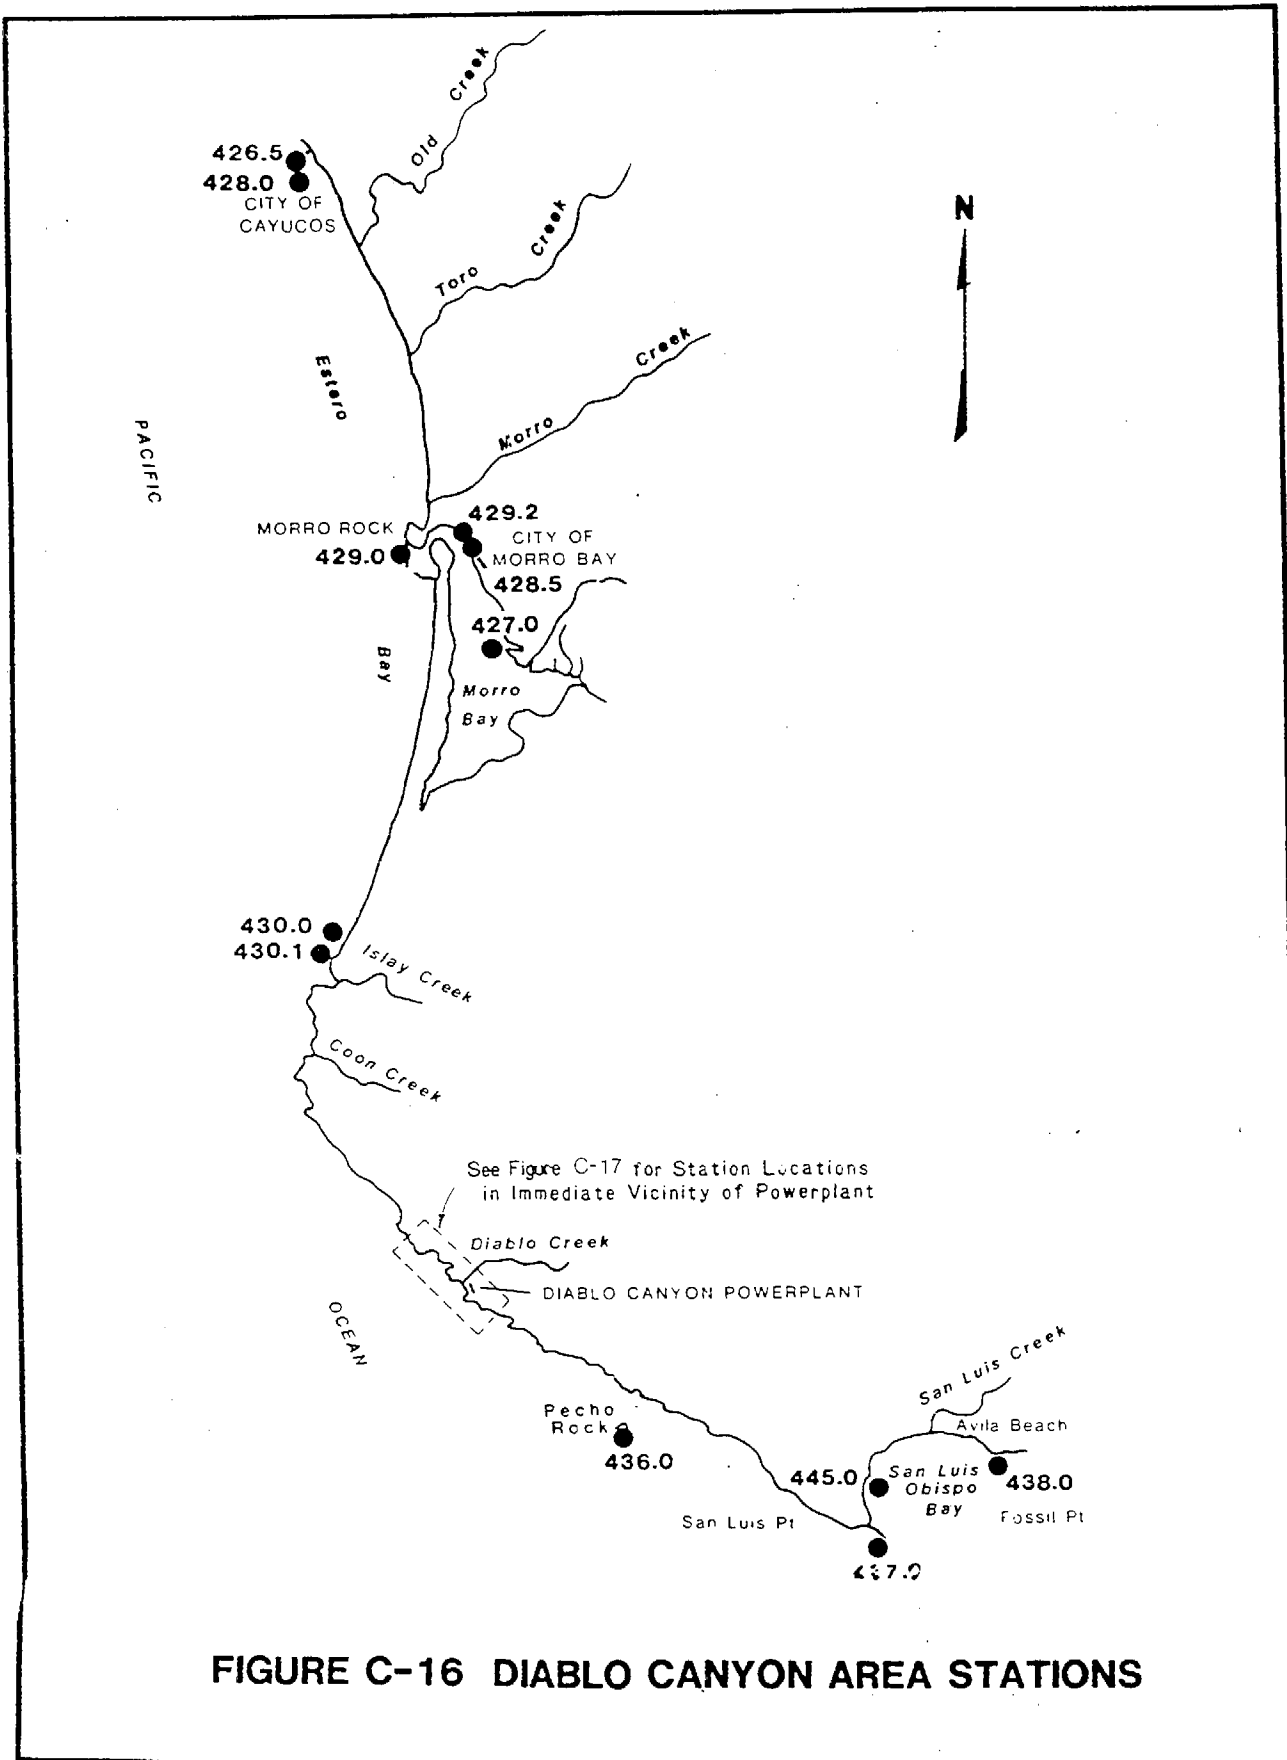 Old Creek
426.5
428.0
CITY OF
CAYUCOS
N
Toro Creek
Morro Creek
Estero
PACIFIC
MORRO ROCK
429.0
429.2
CITY OF
MORRO BAY
428.5
427.0
Bay
Morro
Bay
430.0
430.1
Islay Creek
Coon Creek
See Figure C-17 for Station Locations
in Immediate Vicinity of Powerplant
Diablo Creek
DIABLO CANYON POWERPLANT
OCEAN
San Luis Creek
Pecho
Rock
436.0
Avila Beach
445.0
San Luis
Obispo
Bay
438.0
Fossil Pt
San Luis Pt
FIGURE C-16 DIABLO CANYON AREA STATIONS